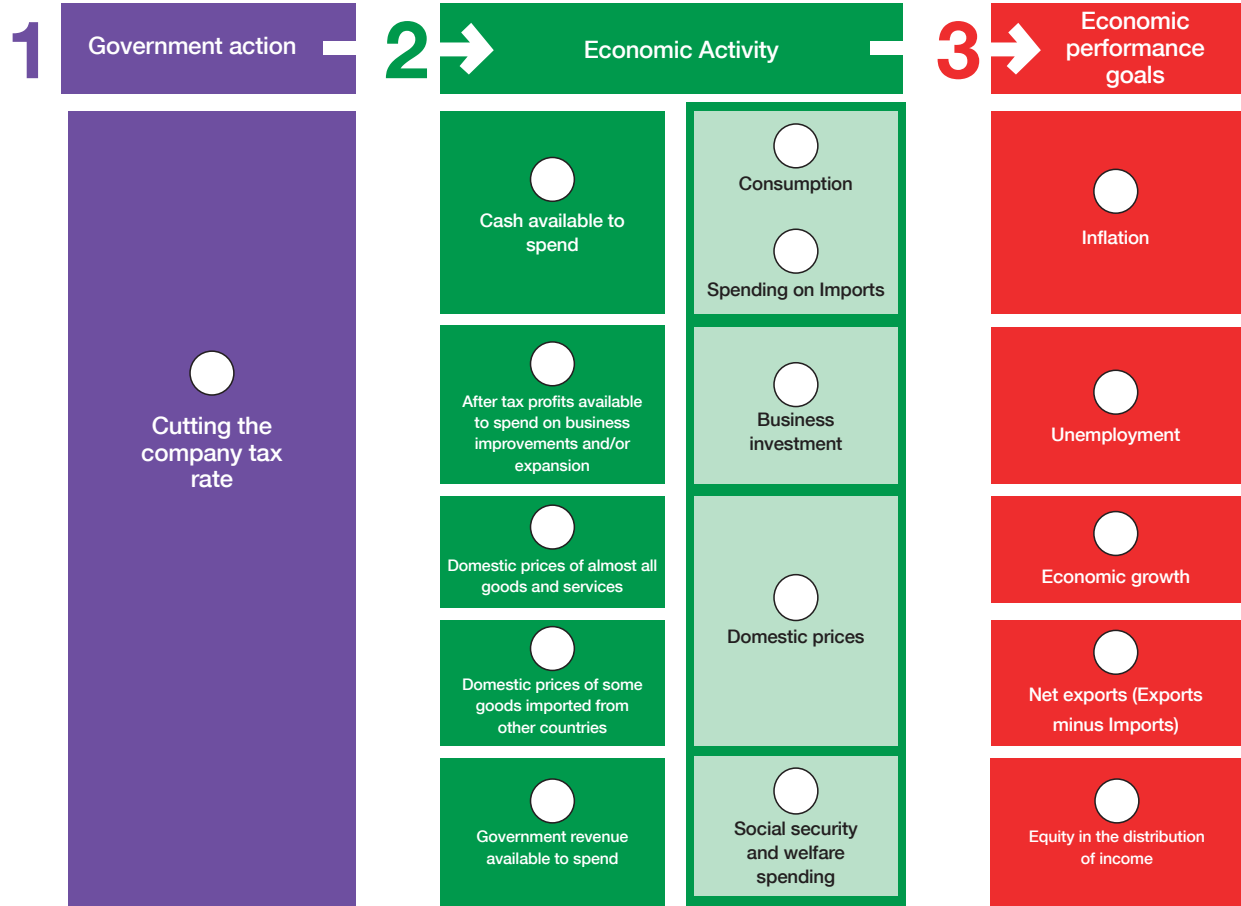 1
Government action
2
Economic Activity
3
Economic
performance
goals
Cutting the
company tax
rate
Cash available to
spend
Consumption
Spending on Imports
Inflation
After tax profits available
to spend on business
improvements and/or
expansion
Business
investment
Unemployment
Domestic prices of almost all
goods and services
Domestic prices
Economic growth
Domestic prices of some
goods imported from
other countries
Net exports (Exports
minus Imports)
Government revenue
available to spend
Social security
and welfare
spending
Equity in the distribution
of income